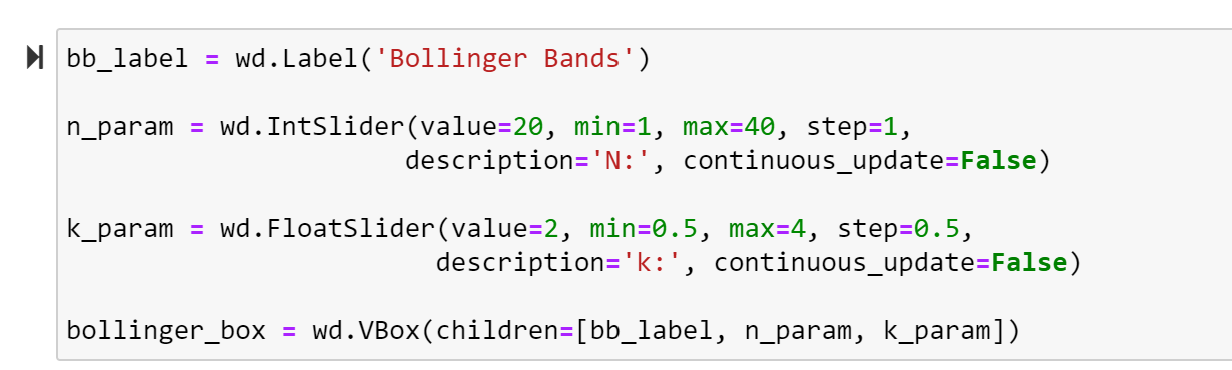 bb_label = wd.Label('Bollinger Bands')
n_param = wd.IntSlider(value=20, min=1, max=40, step=1,
description='N:', continuous_update=False)
k_param = wd.FloatSlider(value=2, min=0.5, max=4, step=0.5,
description='k:', continuous_update=False)
bollinger_box = wd.VBox(children=[bb_label, n_param, k_param])